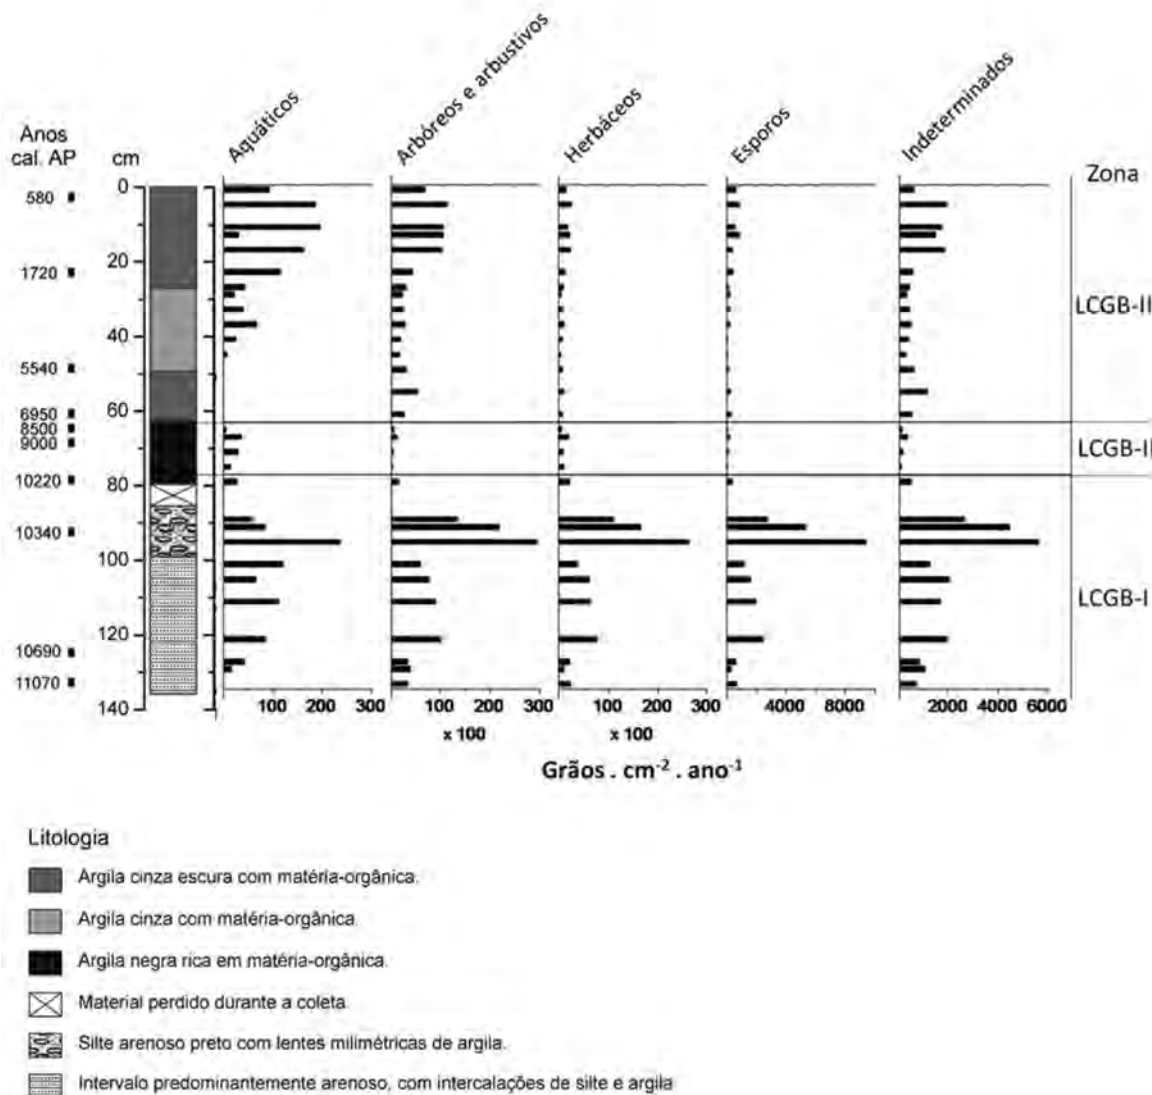 Aquáticos
Arbóreos e arbustivos
Herbáceos
Esporos
Indeterminados
Anos
cal. AP
cm
Zona
0
580
20
1720
LCGB-II
40
5540
60
6950
8500
9000
LCGB-II
10220
80
10340
100
LCGB-I
120
10690
11070
140
100 200 300 100 200 300 100 200 300 4000 8000 2000 4000 6000
x 100 x 100
Grãos . cm-2 . ano-1
Litologia
Argila cinza escura com matéria-orgânica.
Argila cinza com matéria-orgânica.
Argila negra rica em matéria-orgânica.
Material perdido durante a coleta.
Silte arenoso preto com lentes milimétricas de argila.
Intervalo predominantemente arenoso, com intercalações de silte e argila